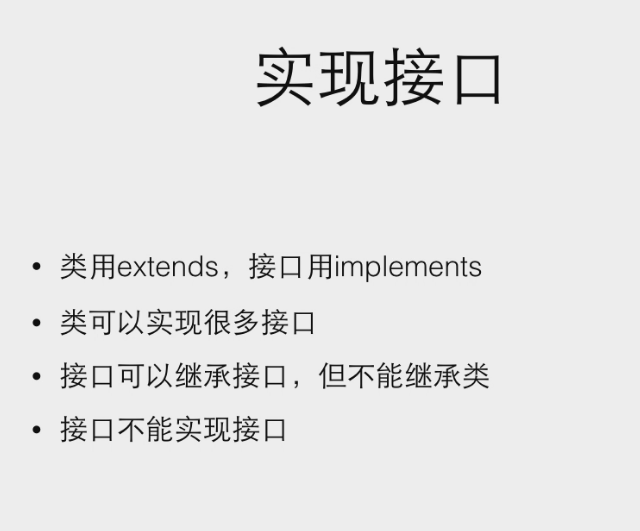 实现接口
• 类用extends，接口用implements
• 类可以实现很多接口
• 接口可以继承接口，但不能继承类
• 接口不能实现接口